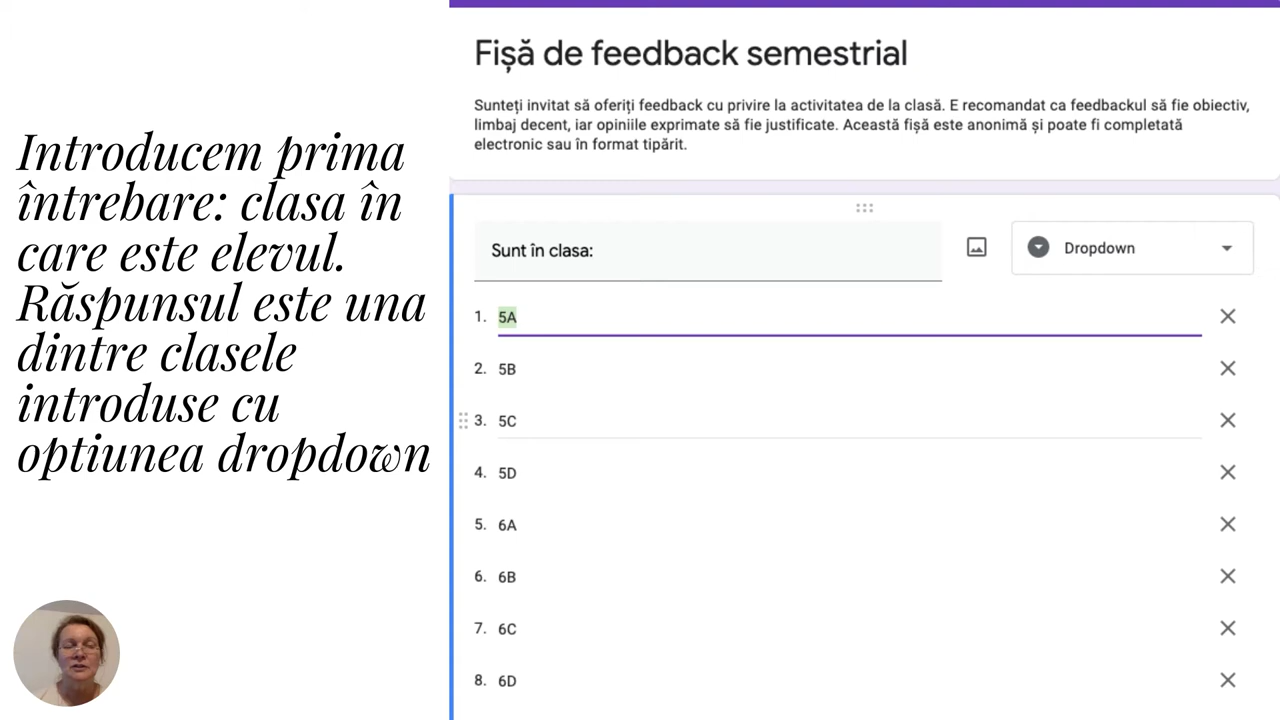 Introducem prima
întrebare: clasa în
care este elevul.
Răspunsul este una
dintre clasele
introduse cu
optiunea dropdown
Fișă de feedback semestrial
Sunteți invitat să oferiți feedback cu privire la activitatea de la clasă. E recomandat ca feedbackul să fie obiectiv,
limbaj decent, iar opiniile exprimate să fie justificate. Această fișă este anonimă și poate fi completată
electronic sau în format tipărit.
Sunt în clasa:
Dropdown
1. 5A
2. 5B
3. 5C
4. 5D
5. 6A
6. 6B
7. 6C
8. 6D